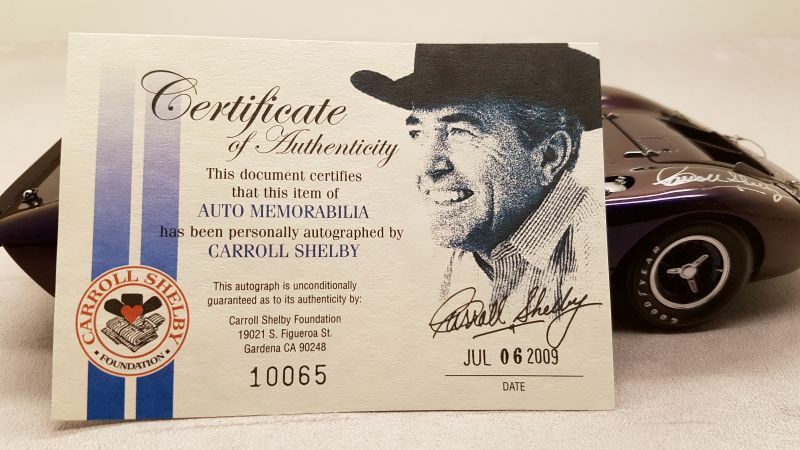 Certificate
of Authenticity
This document certifies
that this item of
AUTO MEMORABILIA
has been personally autographed by
CARROLL SHELBY
This autograph is unconditionally
guaranteed as to its authenticity by:
Carroll Shelby Foundation
19021 S. Figueroa St.
Gardena CA 90248
10065
CARROLL SHELBY
• FOUNDATION •
Carroll Shelby
JUL 06 2009
DATE
Carroll Shelby
GOODYEAR